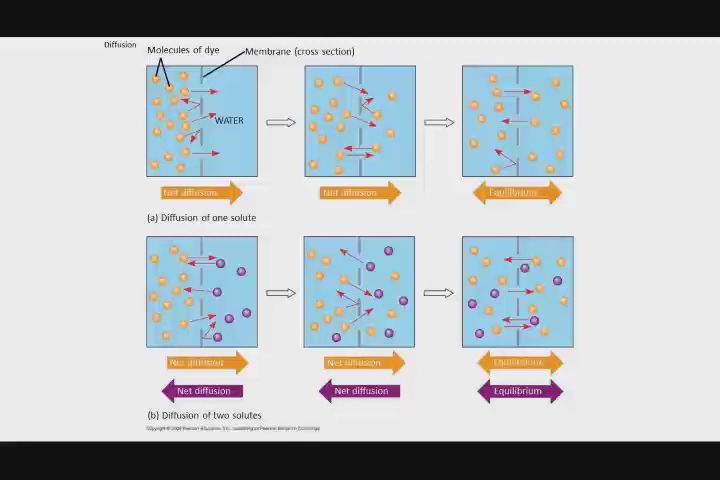 Diffusion
Molecules of dye
Membrane (cross section)
WATER
Net diffusion
Net diffusion
Equilibrium
(a) Diffusion of one solute
Net diffusion
Net diffusion
Equilibrium
Net diffusion
Net diffusion
Equilibrium
(b) Diffusion of two solutes